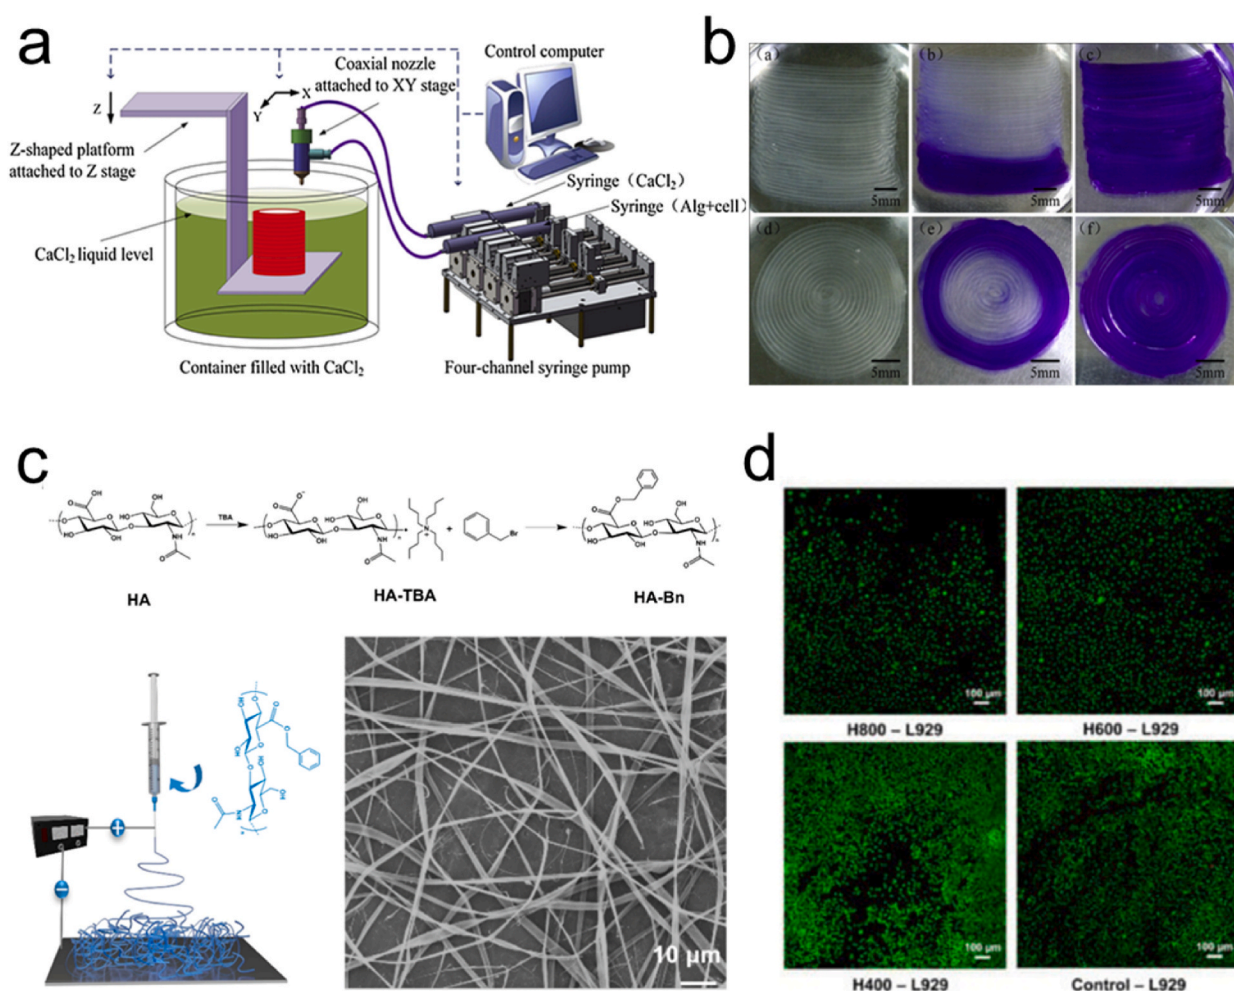 a
Control computer
Coaxial nozzle
attached to XY stage
X
Y
Z
Z-shaped platform
attached to Z stage
Syringe（CaCl₂）
Syringe（Alg+cell）
CaCl₂ liquid level
Container filled with CaCl₂
Four-channel syringe pump
b
(a)
5mm
(b)
5mm
(c)
5mm
(d)
5mm
(e)
5mm
(f)
5mm
c
HA
TBA
HA-TBA
Br
HA-Bn
10 μm
d
100 μm
H800 – L929
100 μm
H600 – L929
100 μm
H400 – L929
100 μm
Control – L929